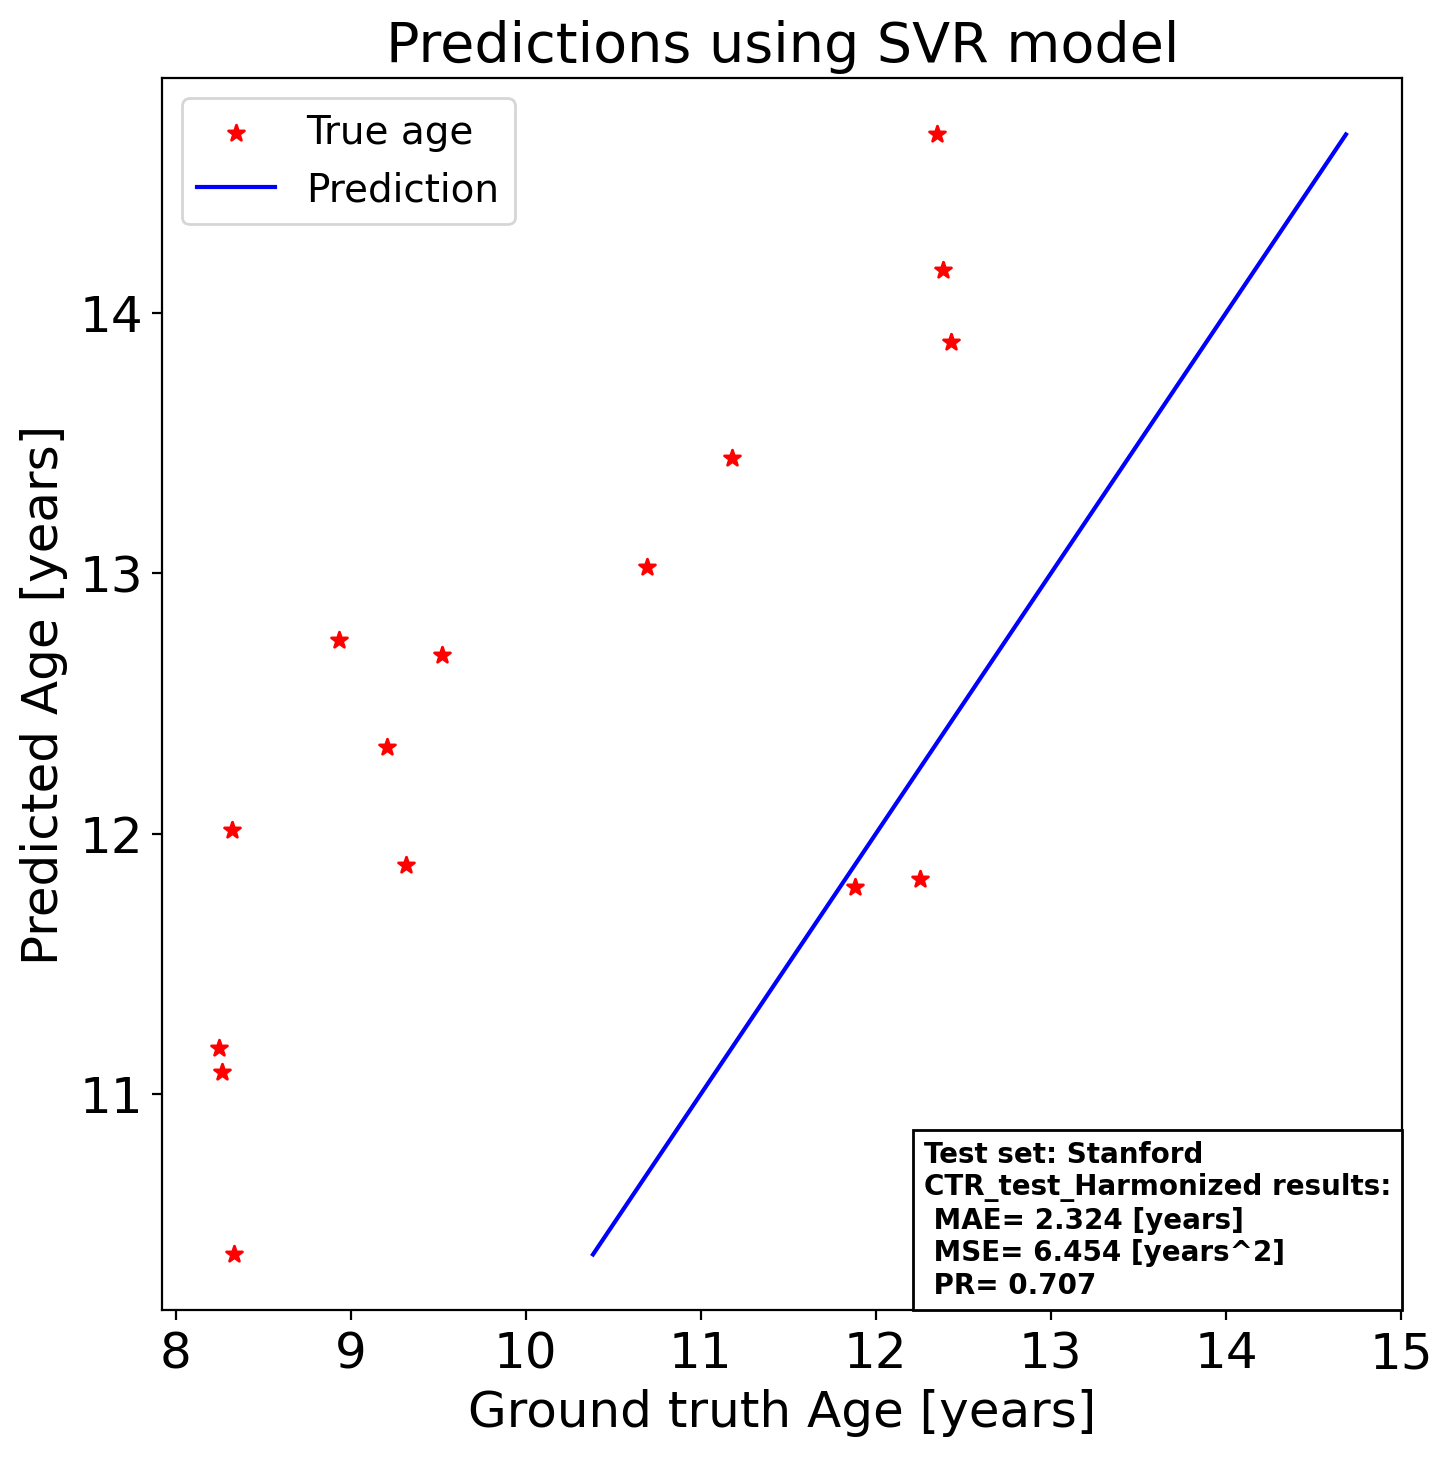 Predictions using SVR model
True age
Prediction
14
13
12
11
Predicted Age [years]
Test set: Stanford
CTR_test_Harmonized results:
MAE= 2.324 [years]
MSE= 6.454 [years^2]
PR= 0.707
8 9 10 11 12 13 14 15
Ground truth Age [years]